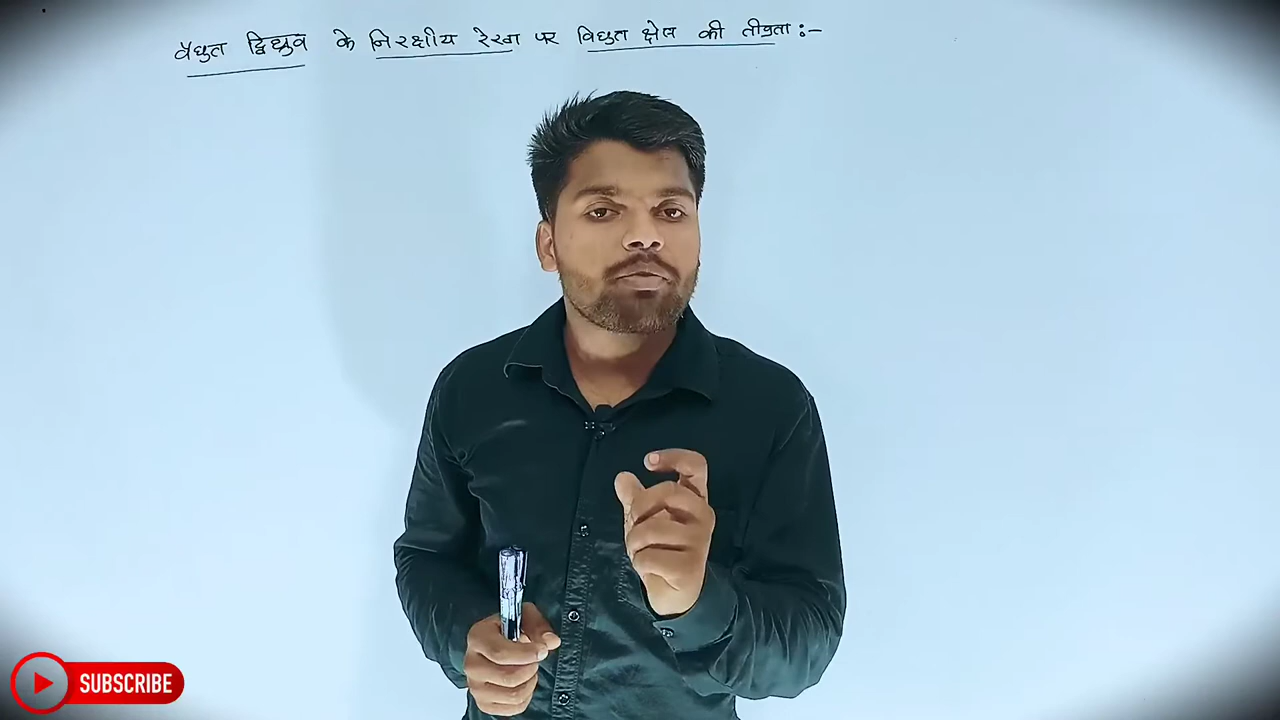 वैधुत द्विध्रुव के निरक्षीय रेखा पर विधुत क्षेत्र की तीव्रता :-
SUBSCRIBE